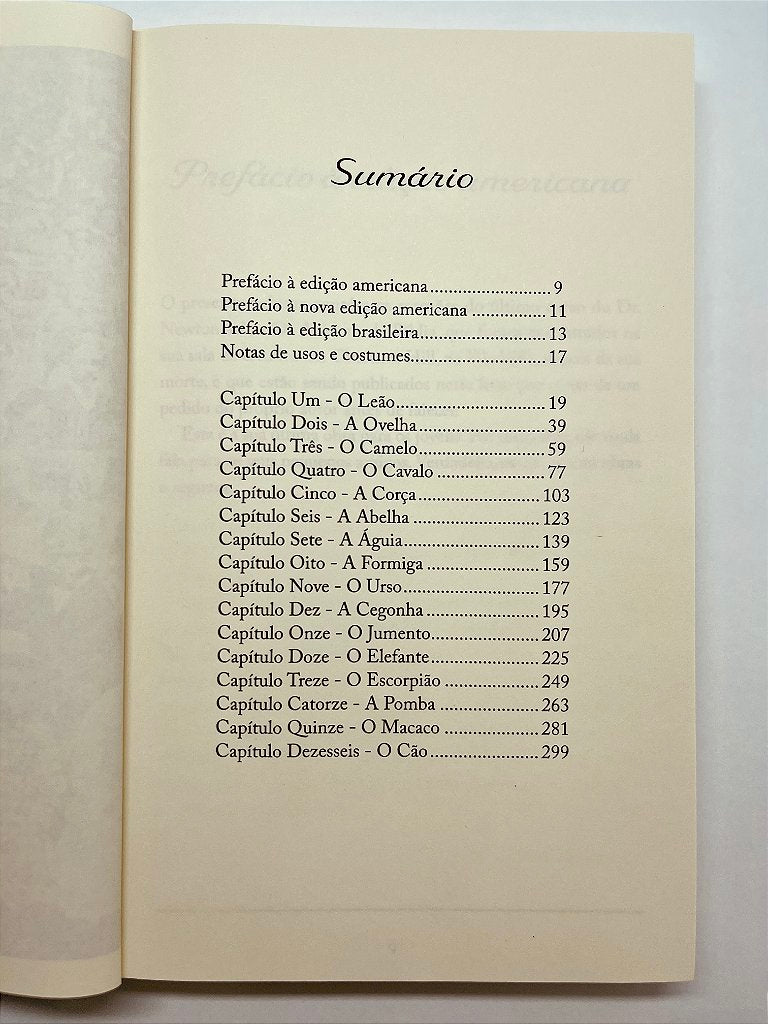 Sumário
Prefácio à edição americana..........................9
Prefácio à nova edição americana ................11
Prefácio à edição brasileira...........................13
Notas de usos e costumes.............................17
Capítulo Um - O Leão................................19
Capítulo Dois - A Ovelha...........................39
Capítulo Três - O Camelo...........................59
Capítulo Quatro - O Cavalo .......................77
Capítulo Cinco - A Corça..........................103
Capítulo Seis - A Abelha ...........................123
Capítulo Sete - A Águia.............................139
Capítulo Oito - A Formiga ........................159
Capítulo Nove - O Urso.............................177
Capítulo Dez - A Cegonha........................195
Capítulo Onze - O Jumento.......................207
Capítulo Doze - O Elefante.......................225
Capítulo Treze - O Escorpião ....................249
Capítulo Catorze - A Pomba .....................263
Capítulo Quinze - O Macaco ....................281
Capítulo Dezesseis - O Cão.......................299